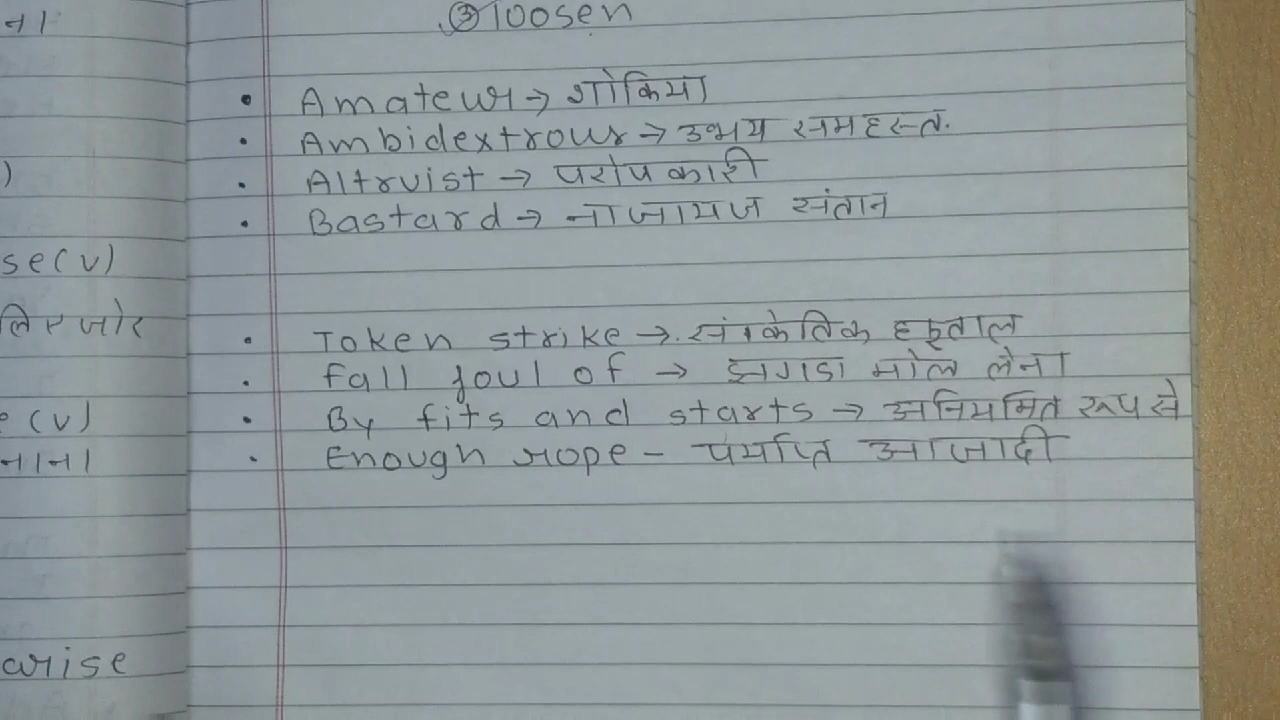 ना।
③ loosen
• Amateur → शोकिया
• Ambidextrous → उभय समहस्त.
)
• Altruist → परोपकारी
• Bastard → नाजायज संतान
se(v)
लिए जोर
• Token strike → सांकेतिक हड़ताल
• fall foul of → झगडा मोल लेना
e(v)
• By fits and starts → अनियमित रूप से
नाना
• Enough rope – पर्याप्त आजादी
arise